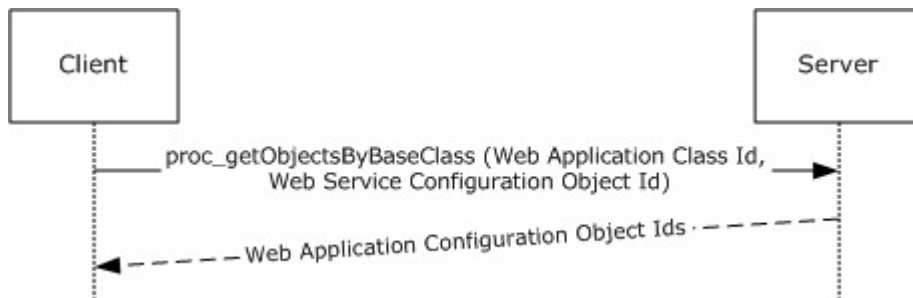 Client
Server
proc_getObjectsByBaseClass (Web Application Class Id,
Web Service Configuration Object Id)
Web Application Configuration Object Ids